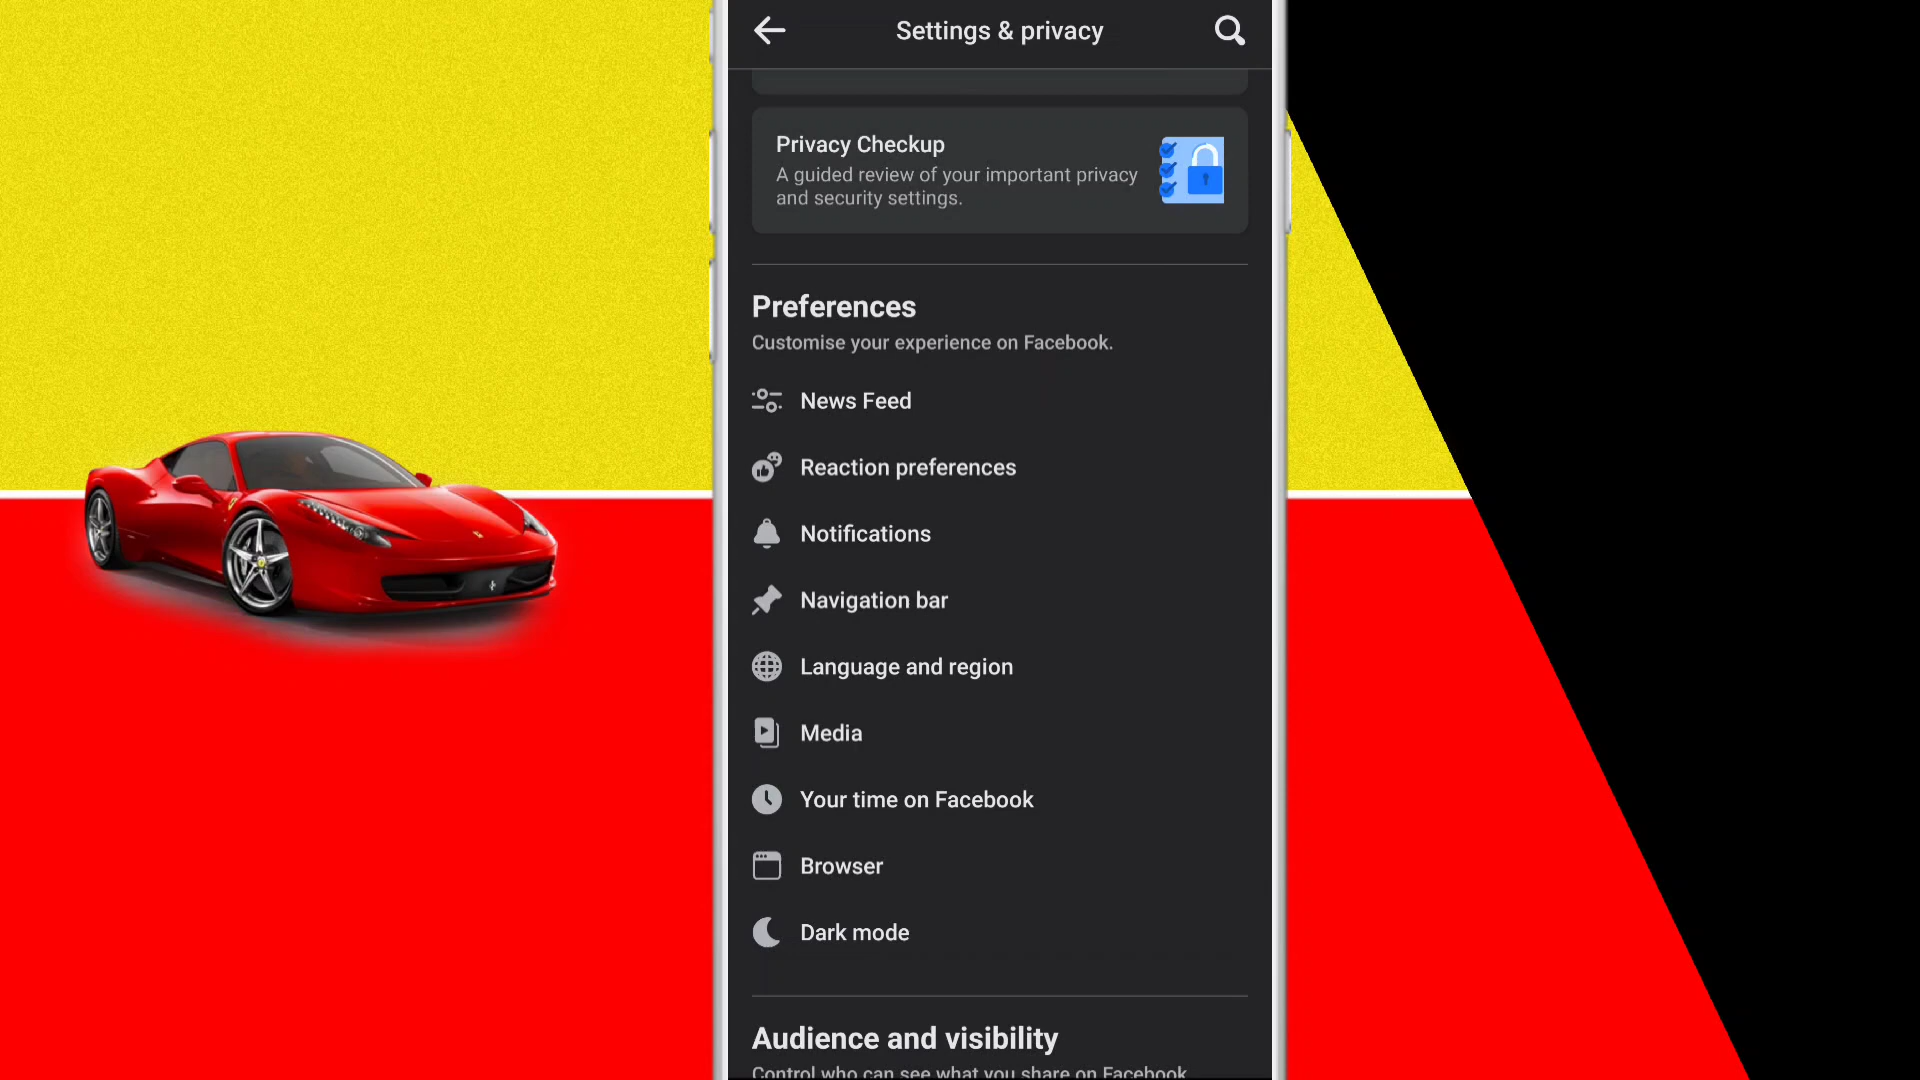 Settings & privacy
Privacy Checkup
A guided review of your important privacy
and security settings.
Preferences
Customise your experience on Facebook.
News Feed
Reaction preferences
Notifications
Navigation bar
Language and region
Media
Your time on Facebook
Browser
Dark mode
Audience and visibility
Control who can see what you share on Facebook